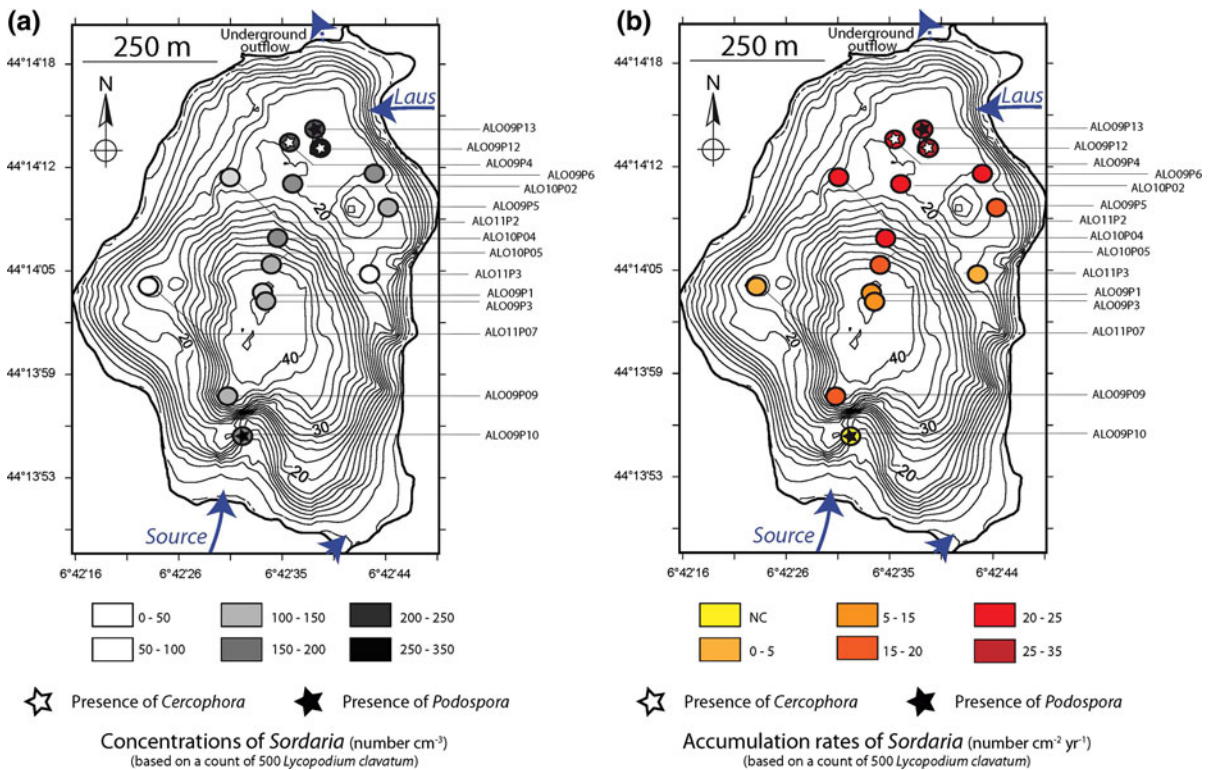 (a)
250 m
Underground
outflow
Laus
N
44°14'18
44°14'12
44°14'05
44°13'59
44°13'53
20
20
40
30
20
ALO09P13
ALO09P12
ALO09P4
ALO09P6
ALO10P02
ALO09P5
ALO11P2
ALO10P04
ALO10P05
ALO11P3
ALO09P1
ALO09P3
ALO11P07
ALO09P09
ALO09P10
Source
6°42'16
6°42'26
6°42'35
6°42'44
0 - 50
100 - 150
200 - 250
50 - 100
150 - 200
250 - 350
Presence of Cercophora
Presence of Podospora
Concentrations of Sordaria (number cm-3)
(based on a count of 500 Lycopodium clavatum)
(b)
250 m
Underground
outflow
Laus
N
44°14'18
44°14'12
44°14'05
44°13'59
44°13'53
20
20
40
30
20
ALO09P13
ALO09P12
ALO09P4
ALO09P6
ALO10P02
ALO09P5
ALO11P2
ALO10P04
ALO10P05
ALO11P3
ALO09P1
ALO09P3
ALO11P07
ALO09P09
ALO09P10
Source
6°42'16
6°42'26
6°42'35
6°42'44
NC
5 - 15
20 - 25
0 - 5
15 - 20
25 - 35
Presence of Cercophora
Presence of Podospora
Accumulation rates of Sordaria (number cm-2 yr-1)
(based on a count of 500 Lycopodium clavatum)